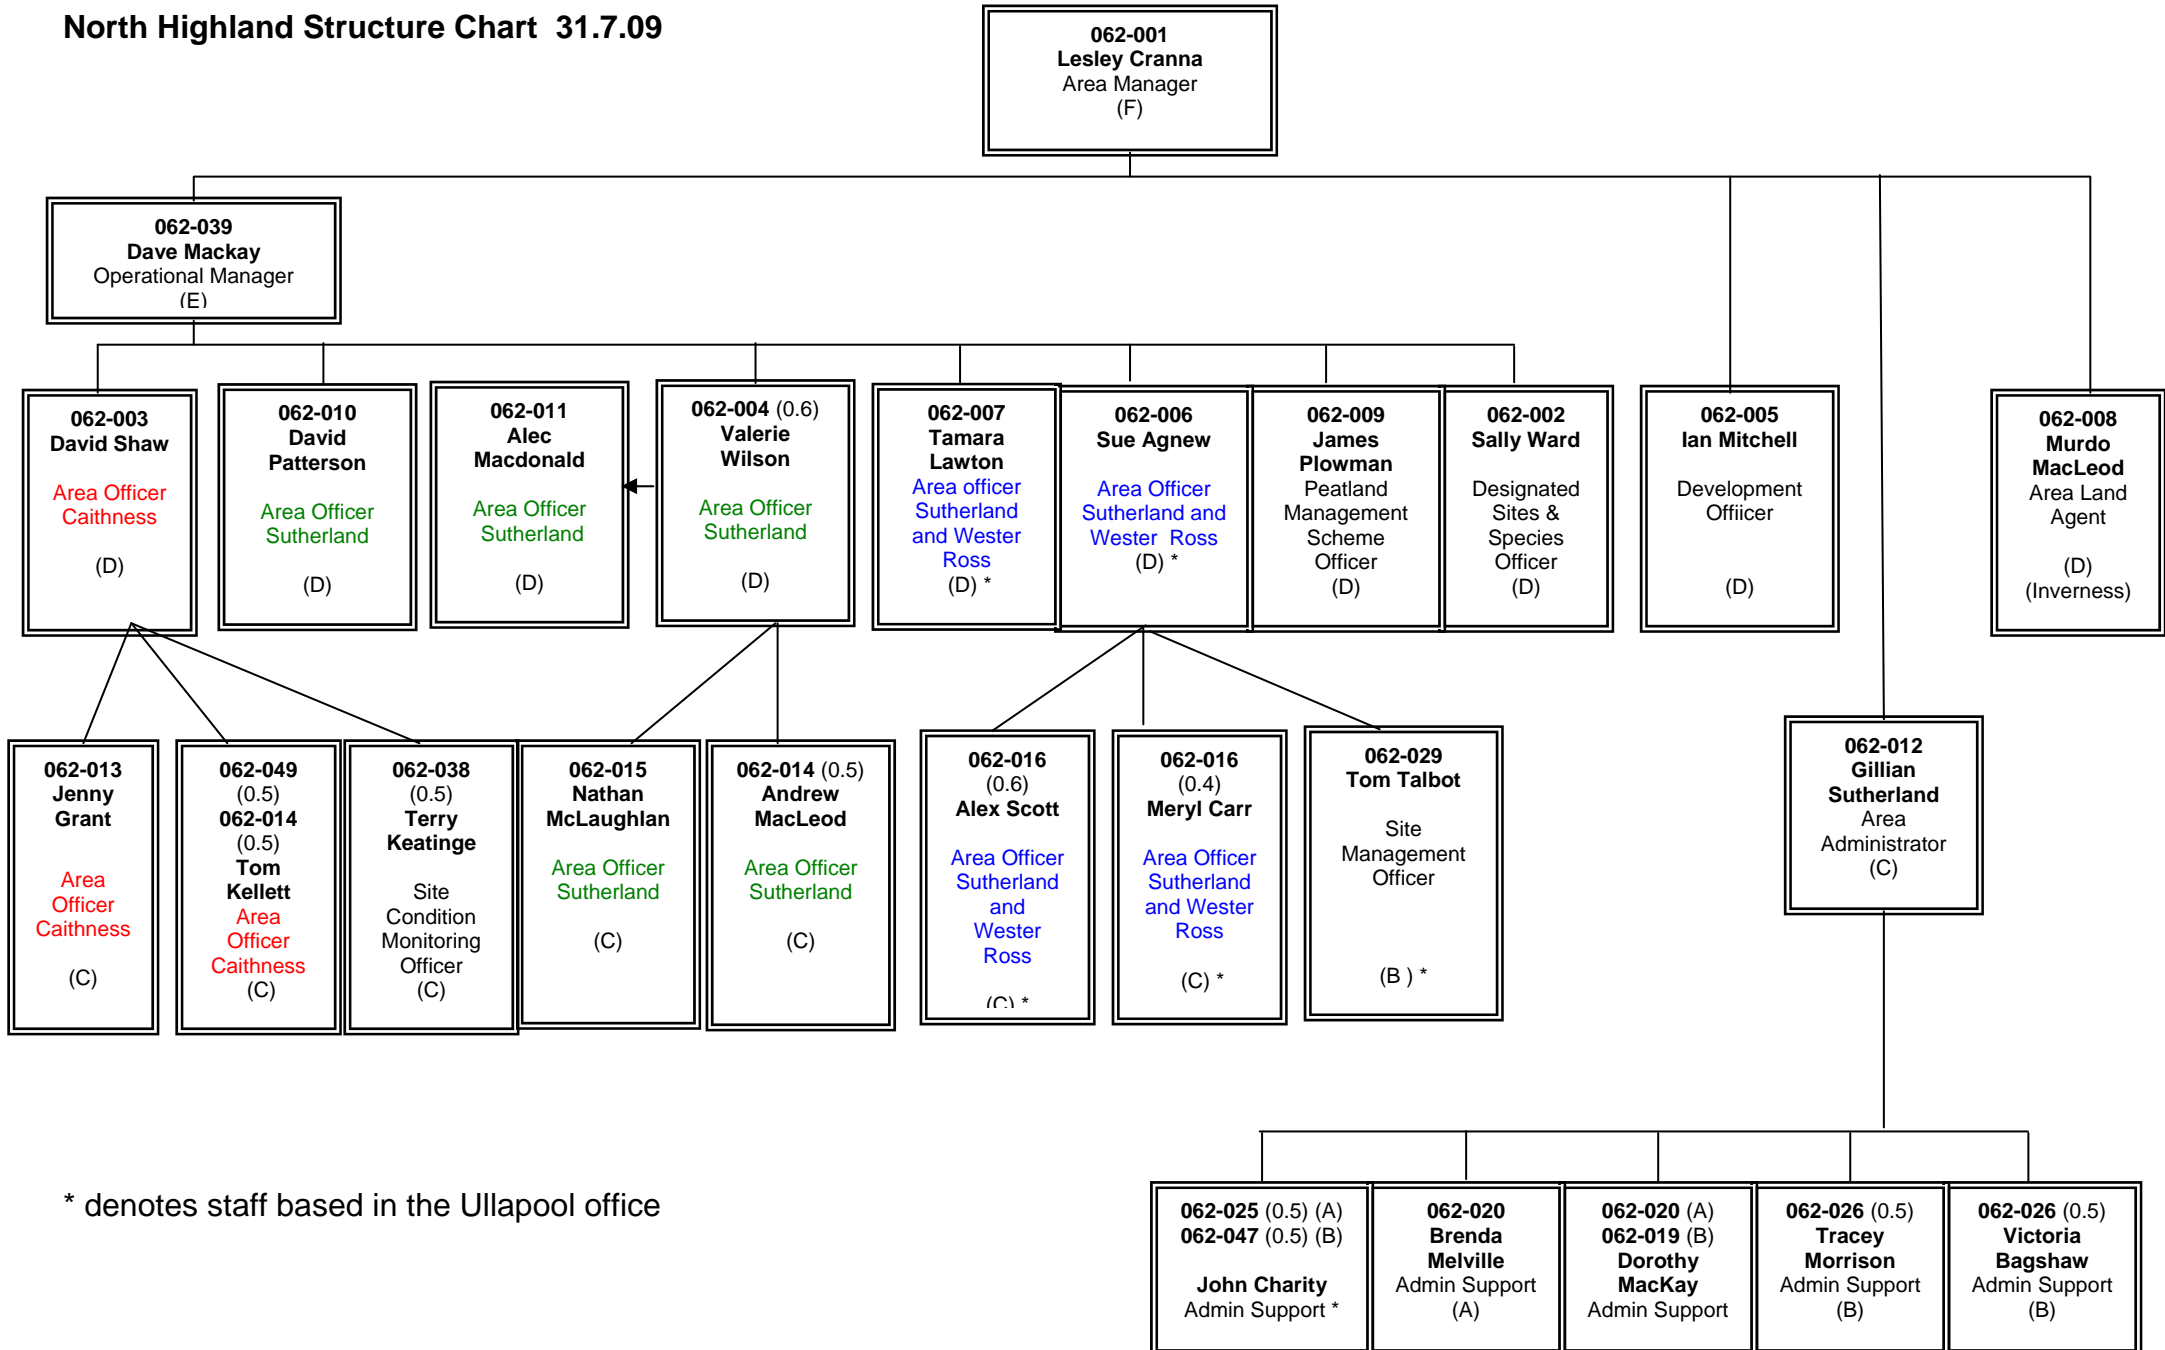 North Highland Structure Chart 31.7.09
062-001
Lesley Cranna
Area Manager
(F)
062-039
Dave Mackay
Operational Manager
(E)
062-003
David Shaw
Area Officer
Caithness
(D)
062-010
David
Patterson
Area Officer
Sutherland
(D)
062-011
Alec
Macdonald
Area Officer
Sutherland
(D)
062-004 (0.6)
Valerie
Wilson
Area Officer
Sutherland
(D)
062-007
Tamara
Lawton
Area officer
Sutherland
and Wester
Ross
(D) *
062-006
Sue Agnew
Area Officer
Sutherland and
Wester Ross
(D) *
062-009
James
Plowman
Peatland
Management
Scheme
Officer
(D)
062-002
Sally Ward
Designated
Sites &
Species
Officer
(D)
062-005
Ian Mitchell
Development
Offiicer
(D)
062-008
Murdo
MacLeod
Area Land
Agent
(D)
(Inverness)
062-013
Jenny
Grant
Area
Officer
Caithness
(C)
062-049
(0.5)
062-014
(0.5)
Tom
Kellett
Area
Officer
Caithness
(C)
062-038
(0.5)
Terry
Keatinge
Site
Condition
Monitoring
Officer
(C)
062-015
Nathan
McLaughlan
Area Officer
Sutherland
(C)
062-014 (0.5)
Andrew
MacLeod
Area Officer
Sutherland
(C)
062-016
(0.6)
Alex Scott
Area Officer
Sutherland
and
Wester
Ross
(C) *
062-016
(0.4)
Meryl Carr
Area Officer
Sutherland
and Wester
Ross
(C) *
062-029
Tom Talbot
Site
Management
Officer
(B ) *
062-012
Gillian
Sutherland
Area
Administrator
(C)
* denotes staff based in the Ullapool office
062-025 (0.5) (A)
062-047 (0.5) (B)
John Charity
Admin Support *
062-020
Brenda
Melville
Admin Support
(A)
062-020 (A)
062-019 (B)
Dorothy
MacKay
Admin Support
062-026 (0.5)
Tracey
Morrison
Admin Support
(B)
062-026 (0.5)
Victoria
Bagshaw
Admin Support
(B)